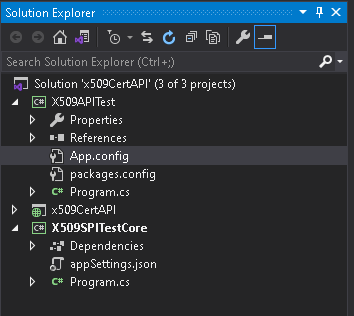 Solution Explorer
Search Solution Explorer (Ctrl+;)
Solution 'x509CertAPI' (3 of 3 projects)
C# X509APITest
Properties
References
App.config
packages.config
C# Program.cs
x509CertAPI
C# X509SPITestCore
Dependencies
appSettings.json
C# Program.cs